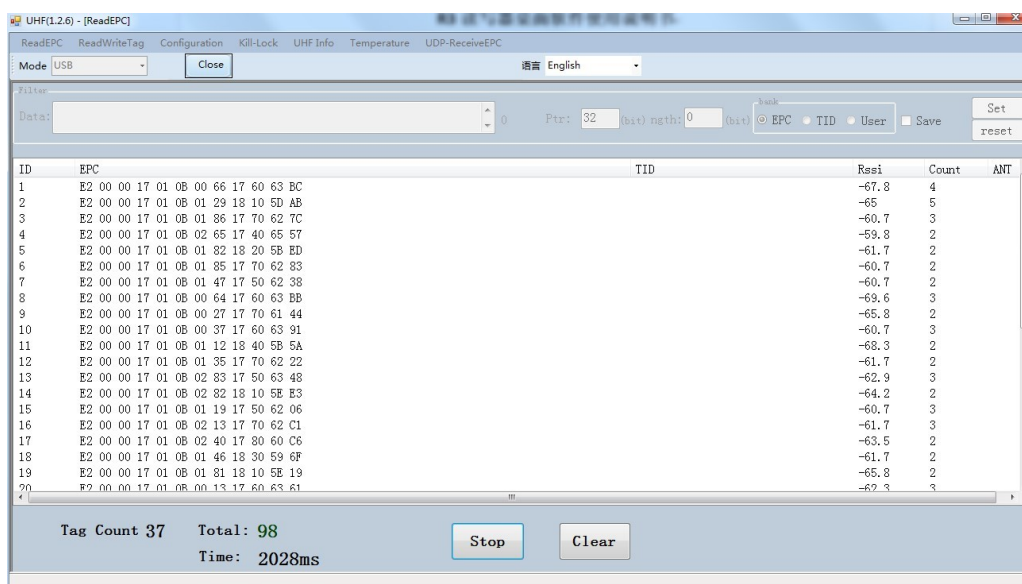 UHF(1.2.6) - [ReadEPC]
ReadEPC ReadWriteTag Configuration Kill-Lock UHF Info Temperature UDP-ReceiveEPC
Mode USB Close 语言 English
Filter
Data: 0 Ptr: 32 (bit) ngth: 0 (bit) bank EPC TID User Save Set
reset
ID EPC TID Rssi Count ANT
1 E2 00 00 17 01 0B 00 66 17 60 63 BC -67.8 4
2 E2 00 00 17 01 0B 01 29 18 10 5D AB -65 5
3 E2 00 00 17 01 0B 01 86 17 70 62 7C -60.7 3
4 E2 00 00 17 01 0B 02 65 17 40 65 57 -59.8 2
5 E2 00 00 17 01 0B 01 82 18 20 5B ED -61.7 2
6 E2 00 00 17 01 0B 01 85 17 70 62 83 -60.7 2
7 E2 00 00 17 01 0B 01 47 17 50 62 38 -60.7 2
8 E2 00 00 17 01 0B 00 64 17 60 63 BB -69.6 3
9 E2 00 00 17 01 0B 00 27 17 70 61 44 -65.8 2
10 E2 00 00 17 01 0B 00 37 17 60 63 91 -60.7 3
11 E2 00 00 17 01 0B 01 12 18 40 5B 5A -68.3 2
12 E2 00 00 17 01 0B 01 35 17 70 62 22 -61.7 2
13 E2 00 00 17 01 0B 02 83 17 50 63 48 -62.9 3
14 E2 00 00 17 01 0B 02 82 18 10 5E E3 -64.2 2
15 E2 00 00 17 01 0B 01 19 17 50 62 06 -60.7 3
16 E2 00 00 17 01 0B 02 13 17 70 62 C1 -61.7 3
17 E2 00 00 17 01 0B 02 40 17 80 60 C6 -63.5 2
18 E2 00 00 17 01 0B 01 46 18 30 59 6F -61.7 2
19 E2 00 00 17 01 0B 01 81 18 10 5E 19 -65.8 2
20 E2 00 00 17 01 0B 00 13 17 60 63 61 -62.3 3
Tag Count 37 Total: 98 Stop Clear
Time: 2028ms